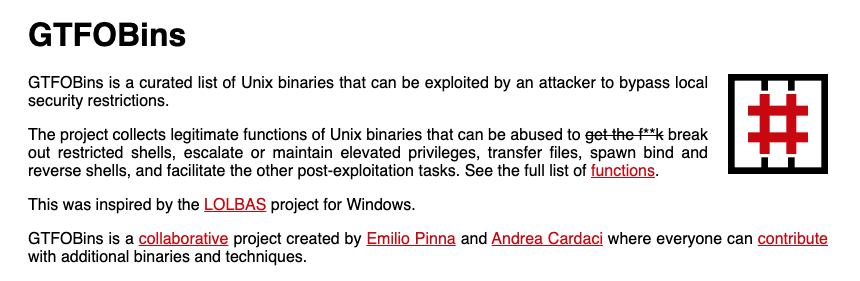 GTFOBins
GTFOBins is a curated list of Unix binaries that can be exploited by an attacker to bypass local
security restrictions.
The project collects legitimate functions of Unix binaries that can be abused to get the f**k break
out restricted shells, escalate or maintain elevated privileges, transfer files, spawn bind and
reverse shells, and facilitate the other post-exploitation tasks. See the full list of functions.
This was inspired by the LOLBAS project for Windows.
GTFOBins is a collaborative project created by Emilio Pinna and Andrea Cardaci where everyone can contribute
with additional binaries and techniques.